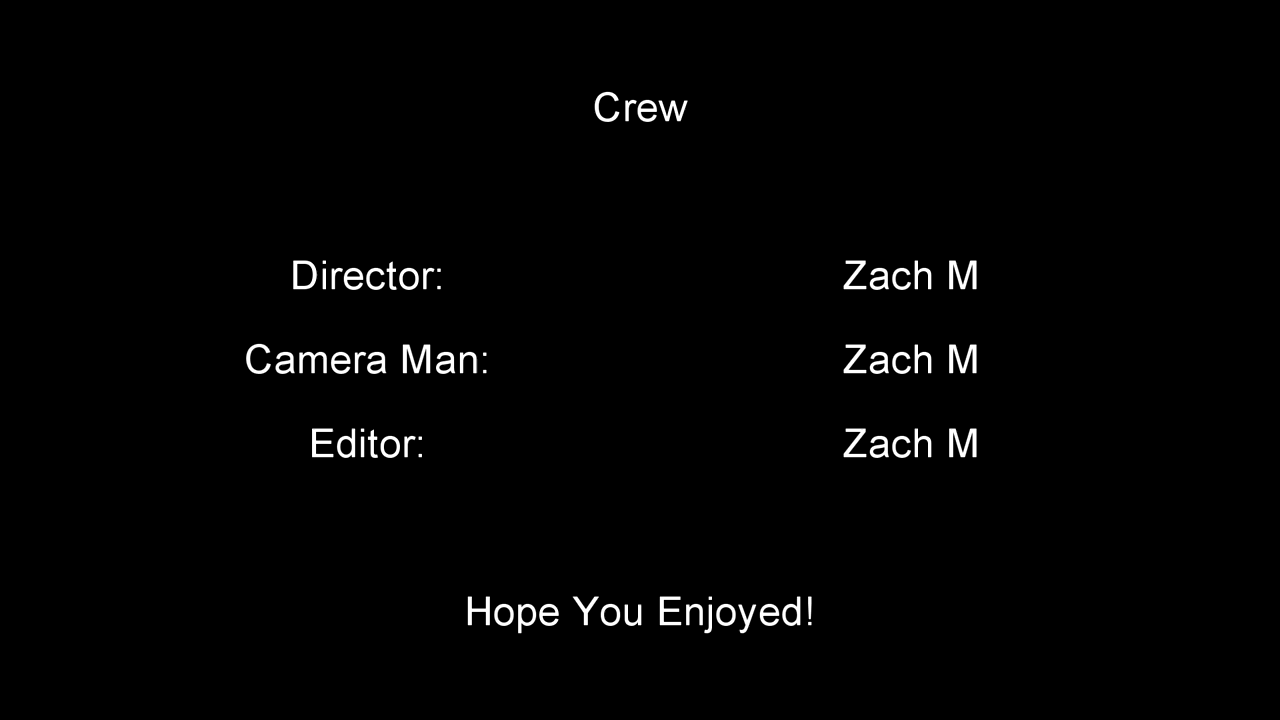 Crew
Director: Zach M
Camera Man: Zach M
Editor: Zach M
Hope You Enjoyed!